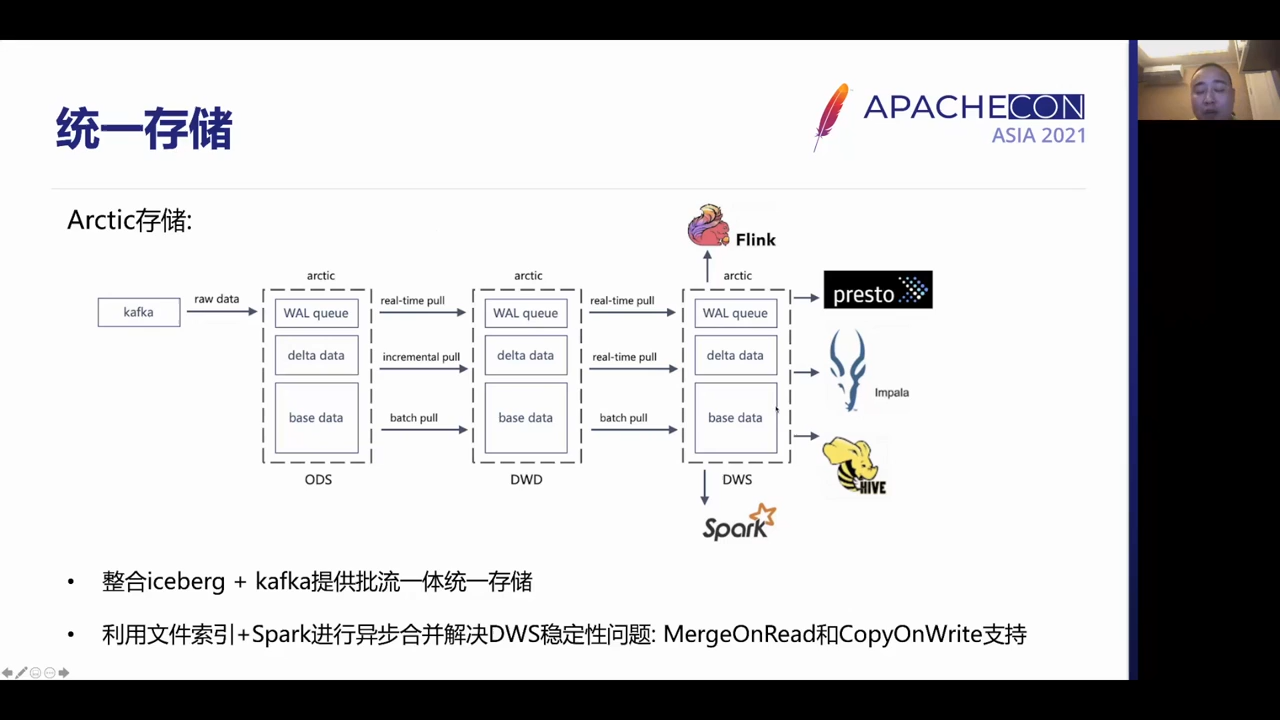 统一存储
APACHECON
ASIA 2021
Arctic存储:
Flink
arctic
arctic
arctic
kafka
raw data
WAL queue
real-time pull
WAL queue
real-time pull
WAL queue
presto
delta data
incremental pull
delta data
real-time pull
delta data
Impala
base data
batch pull
base data
batch pull
base data
HIVE
ODS
DWD
DWS
Spark
• 整合iceberg + kafka提供批流一体统一存储
• 利用文件索引+Spark进行异步合并解决DWS稳定性问题: MergeOnRead和CopyOnWrite支持